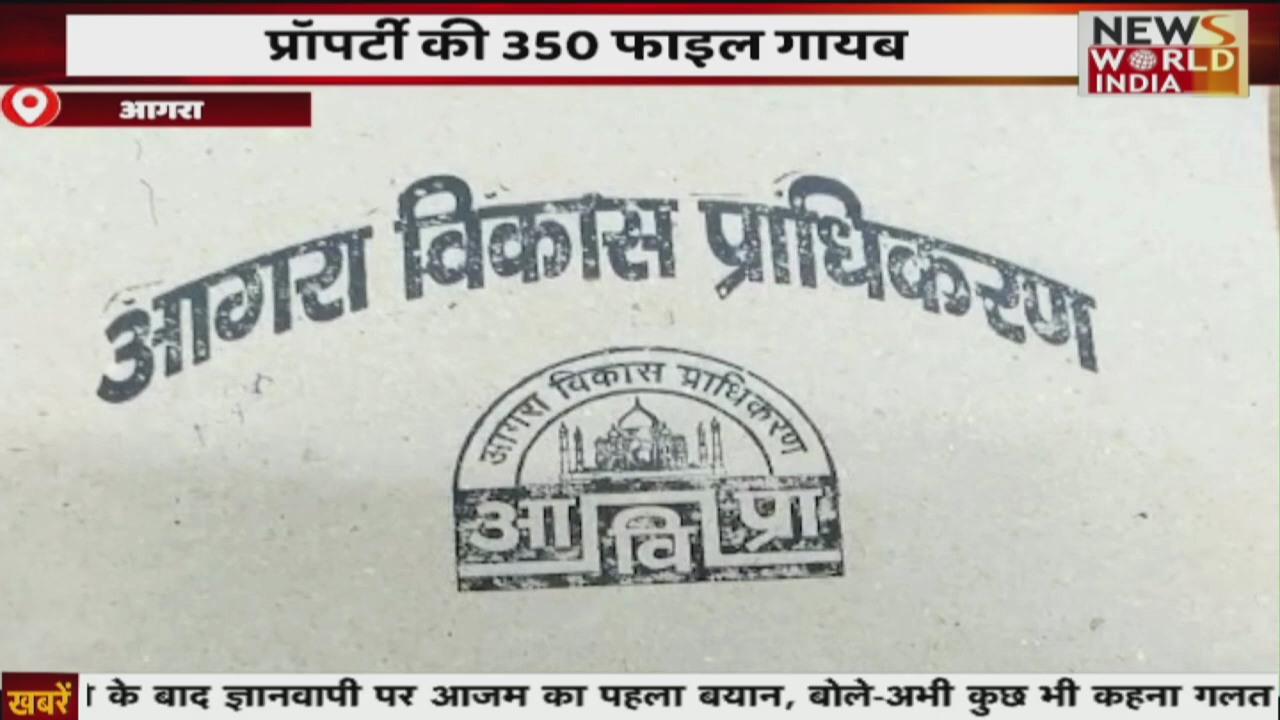 प्रॉपर्टी की 350 फाइल गायब
NEWS
WORLD
INDIA
आगरा
आगरा विकास प्राधिकरण
आगरा विकास प्राधिकरण
आ वि प्रा
खबरें
के बाद ज्ञानवापी पर आजम का पहला बयान, बोले-अभी कुछ भी कहना गलत